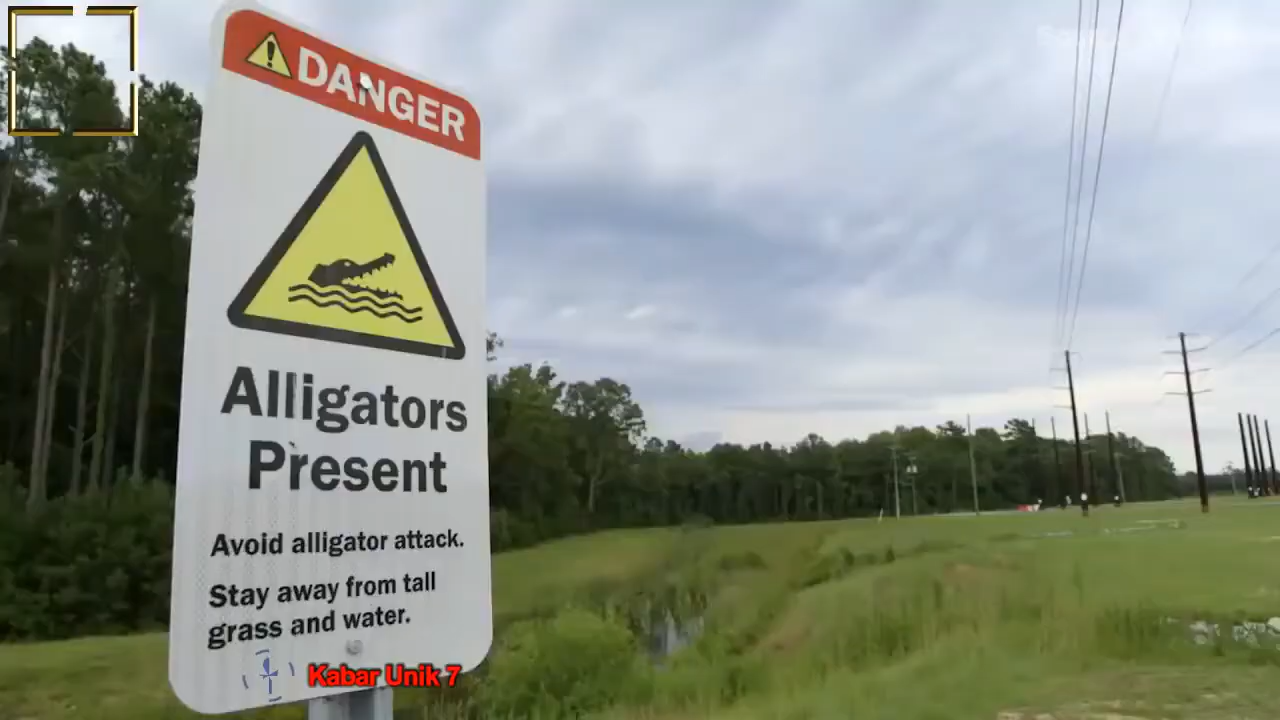 DANGER
Alligators
Present
Avoid alligator attack.
Stay away from tall
grass and water.
Kabar Unik 7